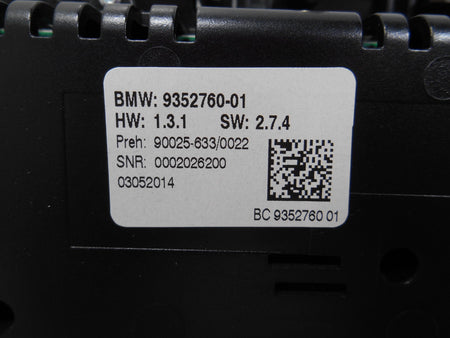 BMW: 9352760-01
HW: 1.3.1 SW: 2.7.4
Preh: 90025-633/0022
SNR: 0002026200
03052014
BC 9352760 01